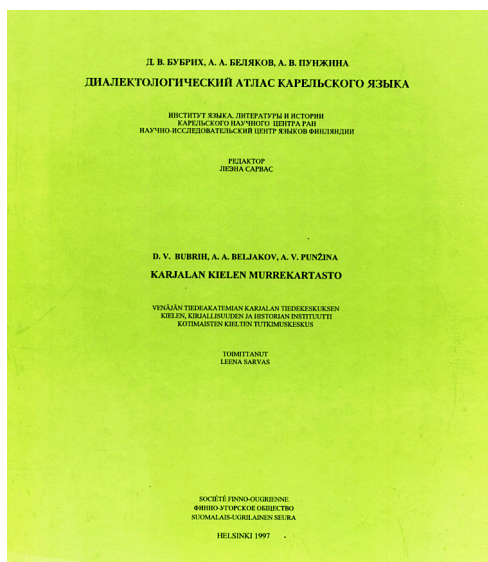 Д. В. БУБРИХ, А. А. БЕЛЯКОВ, А. В. ПУНЖИНА
ДИАЛЕКТОЛОГИЧЕСКИЙ АТЛАС КАРЕЛЬСКОГО ЯЗЫКА
ИНСТИТУТ ЯЗЫКА, ЛИТЕРАТУРЫ И ИСТОРИИ
КАРЕЛЬСКОГО НАУЧНОГО ЦЕНТРА РАН
НАУЧНО-ИССЛЕДОВАТЕЛЬСКИЙ ЦЕНТР ЯЗЫКОВ ФИНЛЯНДИИ
РЕДАКТОР
ЛЕЭНА САРВАС
D. V. BUBRIH, A. A. BELJAKOV, A. V. PUNŽINA
KARJALAN KIELEN MURREKARTASTO
VENÄJÄN TIEDEAKATEMIAN KARJALAN TIEDEKESKUKSEN
KIELEN, KIRJALLISUUDEN JA HISTORIAN INSTITUUTTI
KOTIMAISTEN KIELTEN TUTKIMUSKESKUS
TOIMITTANUT
LEENA SARVAS
SOCIÉTÉ FINNO-OUGRIENNE
ФИННО-УГОРСКОЕ ОБЩЕСТВО
SUOMALAIS-UGRILAINEN SEURA
HELSINKI 1997